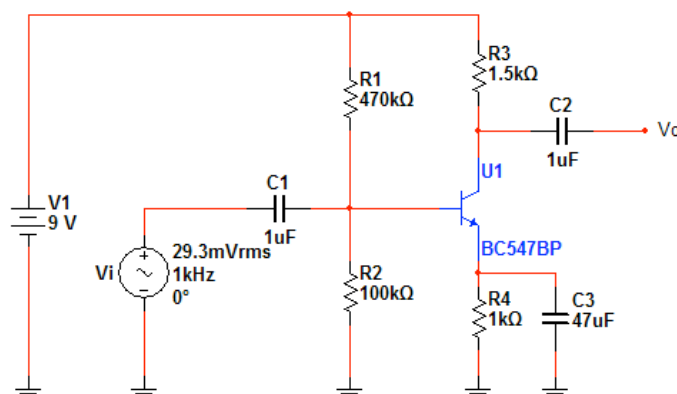 R3
1.5kΩ
R1
470kΩ
C2
1uF
Vo
U1
C1
1uF
V1
9 V
Vi
29.3mVrms
1kHz
0°
BC547BP
R2
100kΩ
R4
1kΩ
C3
47uF